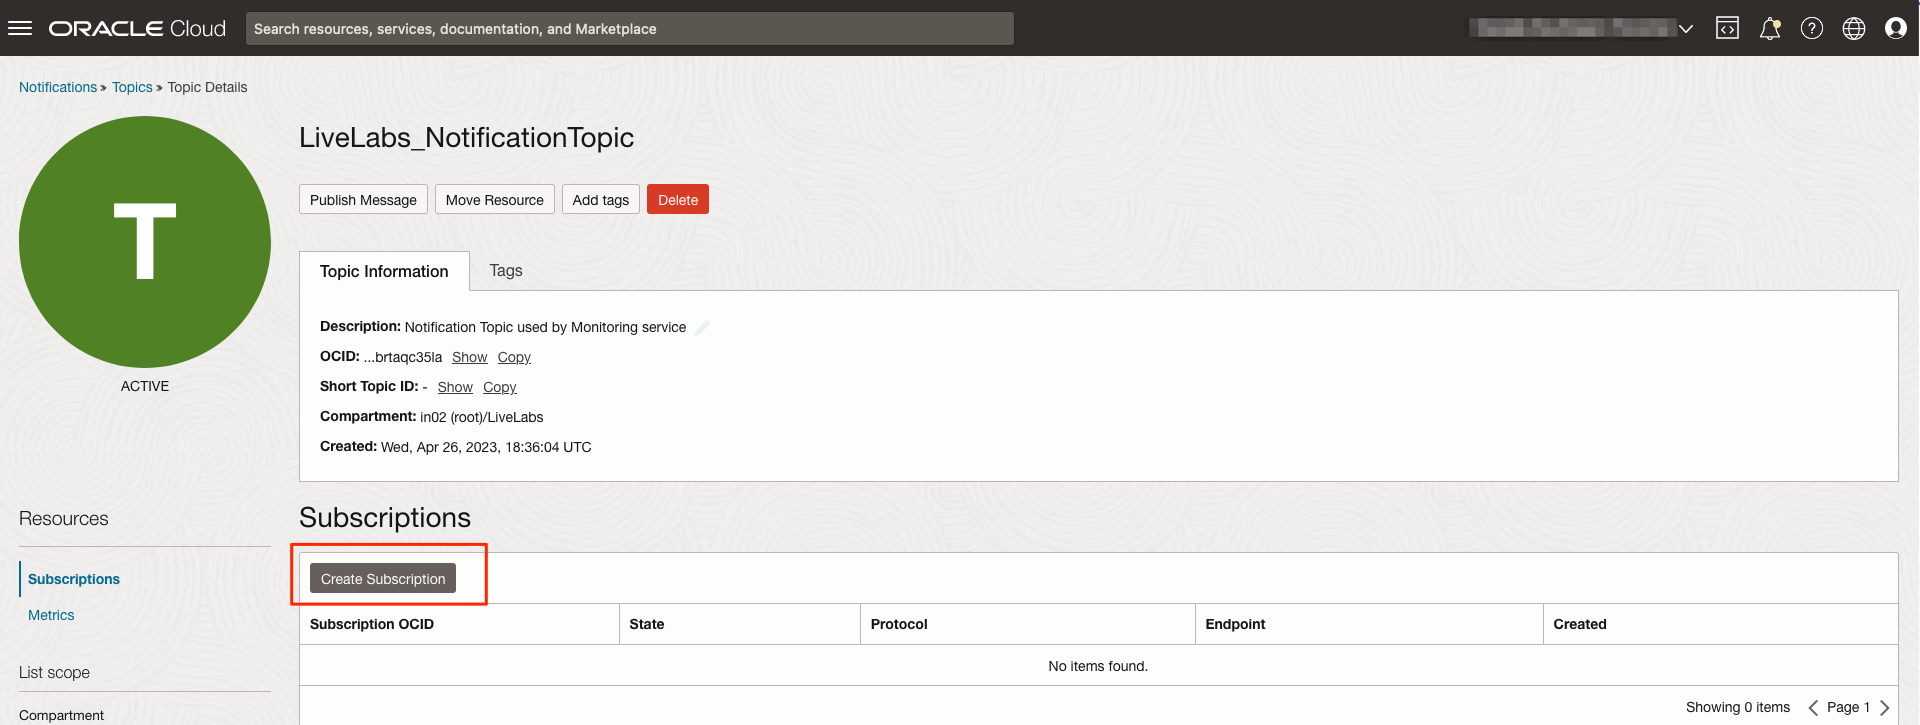 ORACLE Cloud
Search resources, services, documentation, and Marketplace
Notifications » Topics » Topic Details
T
ACTIVE
LiveLabs_NotificationTopic
Publish Message Move Resource Add tags Delete
Topic Information Tags
Description: Notification Topic used by Monitoring service
OCID: ...brtaqc35la Show Copy
Short Topic ID: - Show Copy
Compartment: in02 (root)/LiveLabs
Created: Wed, Apr 26, 2023, 18:36:04 UTC
Resources
Subscriptions
Metrics
List scope
Compartment
Subscriptions
Create Subscription
Subscription OCID State Protocol Endpoint Created
No items found.
Showing 0 items Page 1